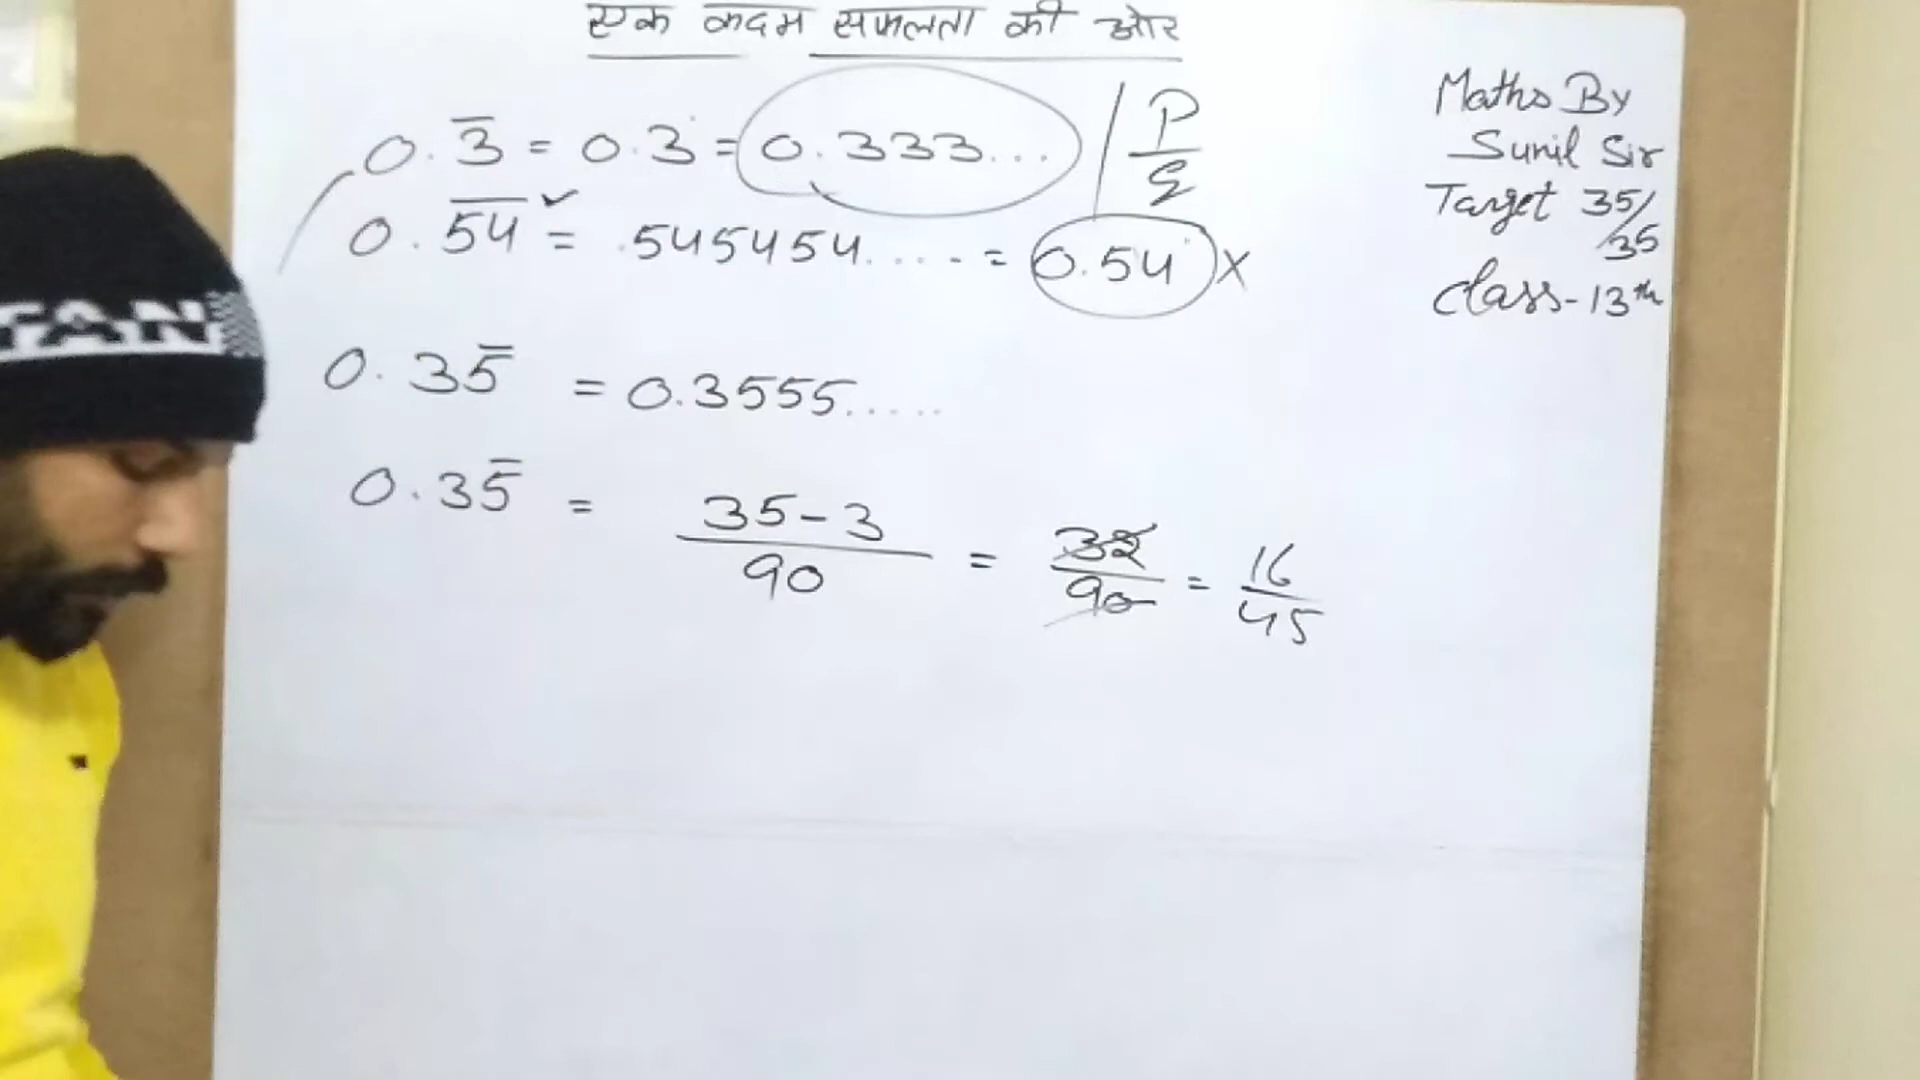 एक कदम सफलता की ओर
0.3̅ = 0.3̇ = 0.333... | P/q
0.5̅4̅ ✓ = .545454..... = 0.54̇ X
0.35̅ = 0.3555.....
0.35̅ = 35-3/90 = 32/90 = 16/45
Maths By
Sunil Sir
Target 35/35
Class-13th
TAN